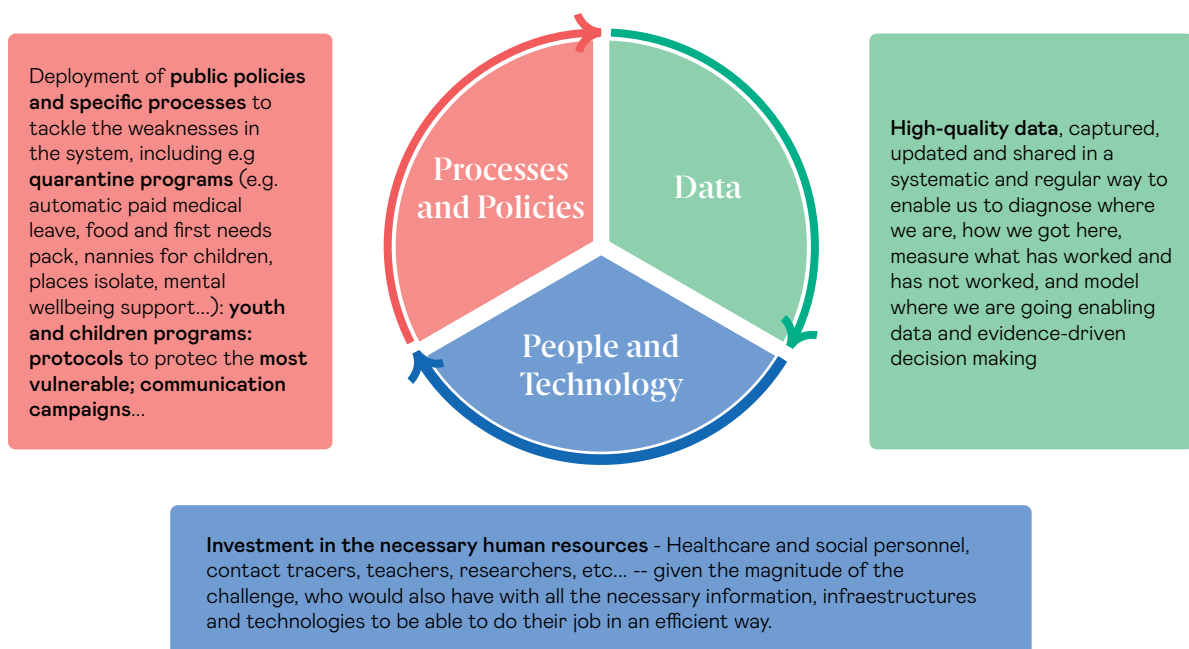 Deployment of public policies
and specific processes to
tackle the weaknesses in
the system, including e.g
quarantine programs (e.g.
automatic paid medical
leave, food and first needs
pack, nannies for children,
places isolate, mental
wellbeing support...): youth
and children programs:
protocols to protec the most
vulnerable; communication
campaigns...
Processes
and Policies
Data
People and
Technology
High-quality data, captured,
updated and shared in a
systematic and regular way to
enable us to diagnose where
we are, how we got here,
measure what has worked and
has not worked, and model
where we are going enabling
data and evidence-driven
decision making
Investment in the necessary human resources - Healthcare and social personnel,
contact tracers, teachers, researchers, etc... -- given the magnitude of the
challenge, who would also have with all the necessary information, infraestructures
and technologies to be able to do their job in an efficient way.